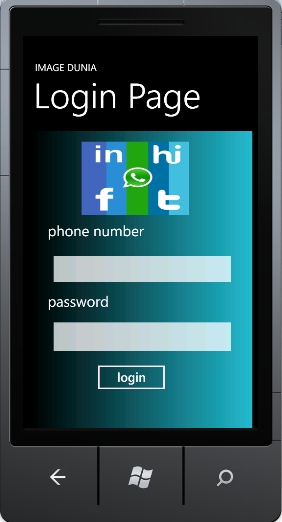 IMAGE DUNIA
Login Page
in hi
f t
phone number
password
login